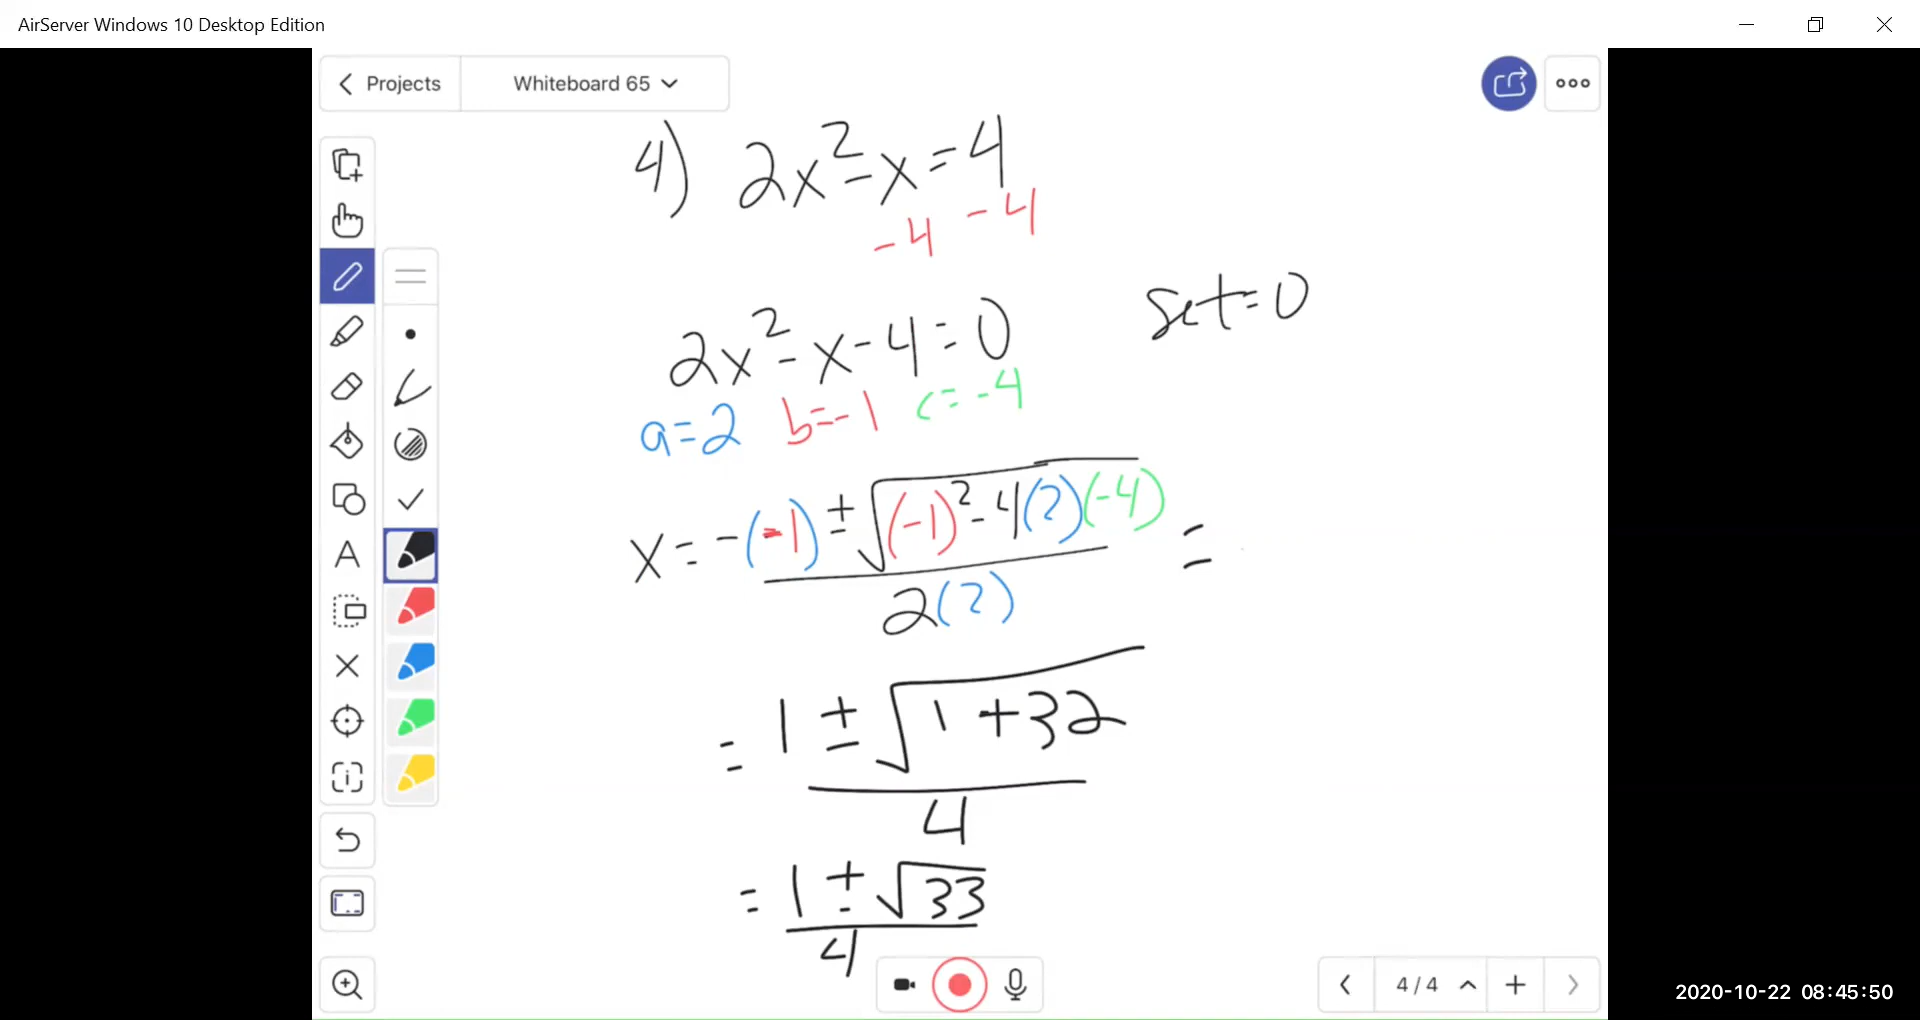 AirServer Windows 10 Desktop Edition
Projects
Whiteboard 65
4) 2x² - x = 4
-4 -4
Set = 0
2x² - x - 4 = 0
a = 2 b = -1 c = -4
x = -(-1) ± √(-1)² - 4(2)(-4) =
2(2)
= 1 ± √1 + 32
4
= 1 ± √33
4
A
4 / 4
2020-10-22 08:45:50